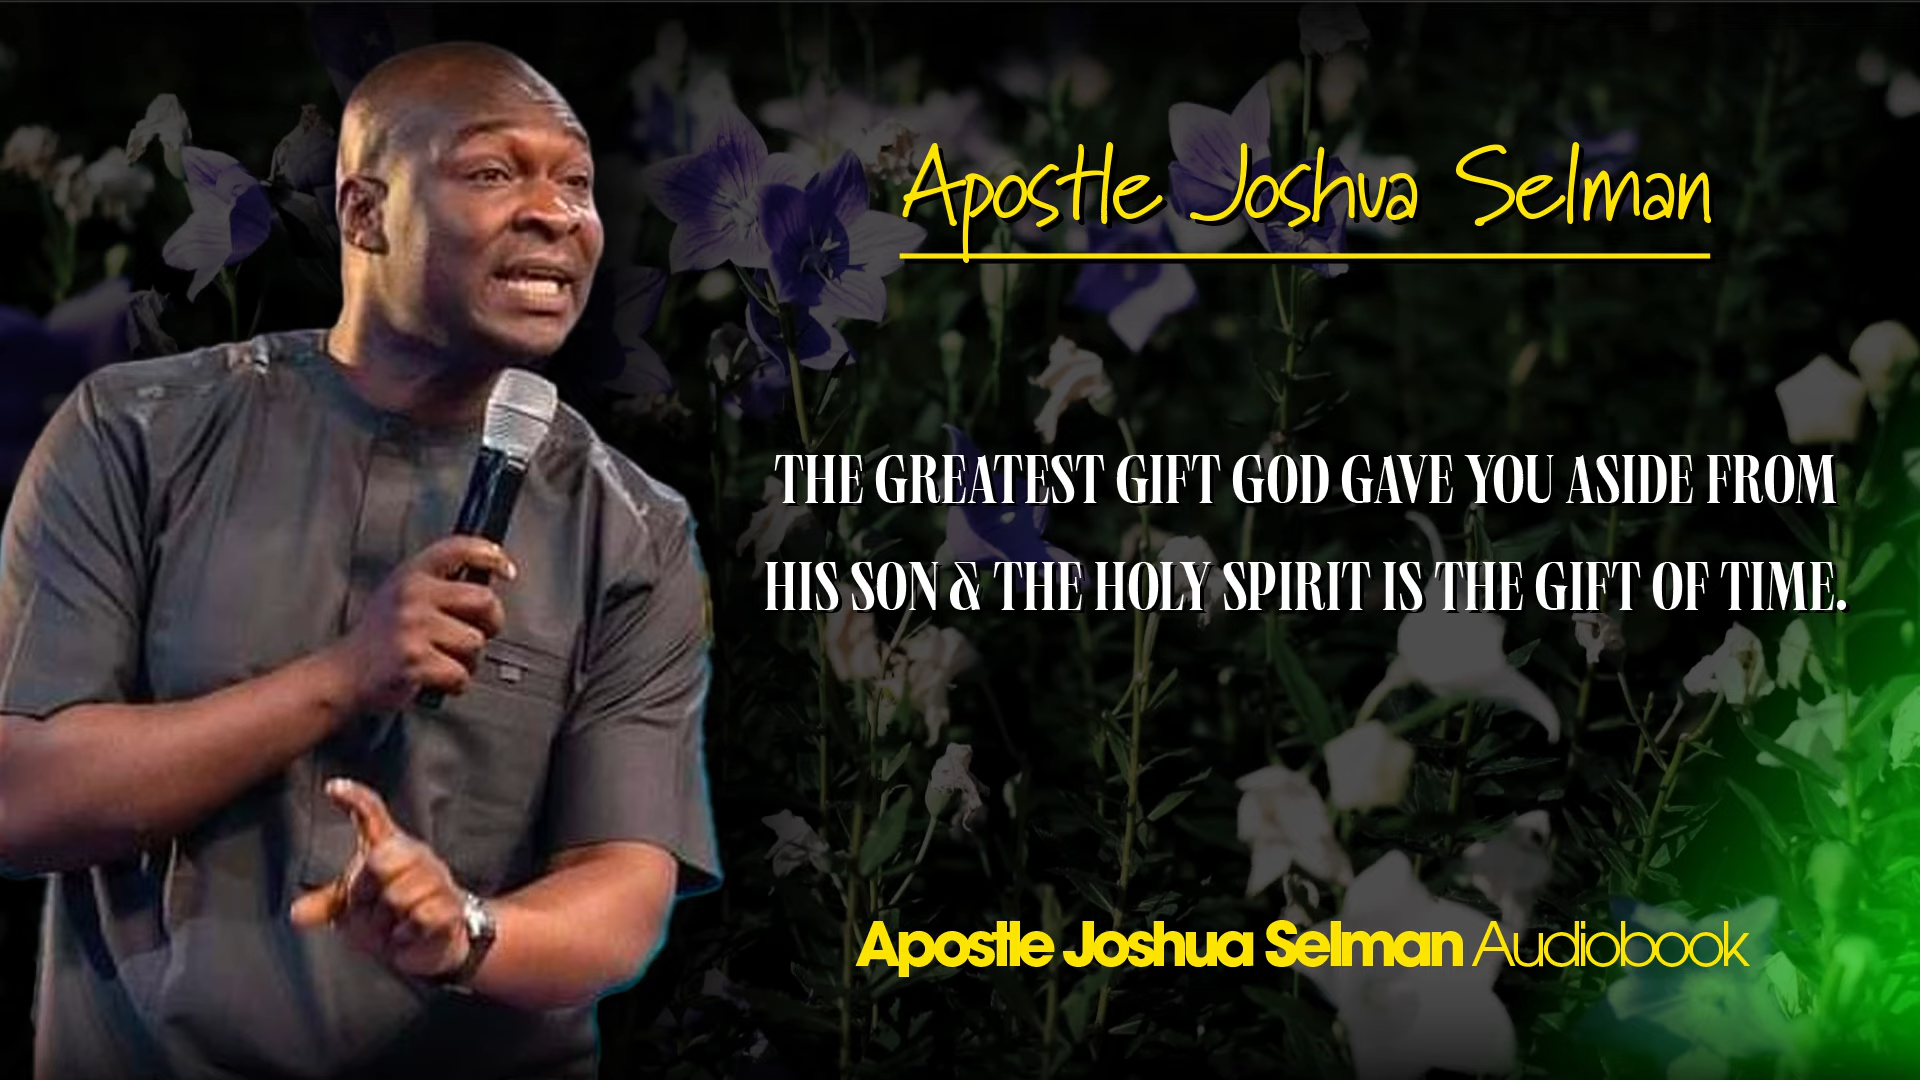 Apostle Joshua Selman
THE GREATEST GIFT GOD GAVE YOU ASIDE FROM
HIS SON & THE HOLY SPIRIT IS THE GIFT OF TIME.
Apostle Joshua Selman Audiobook